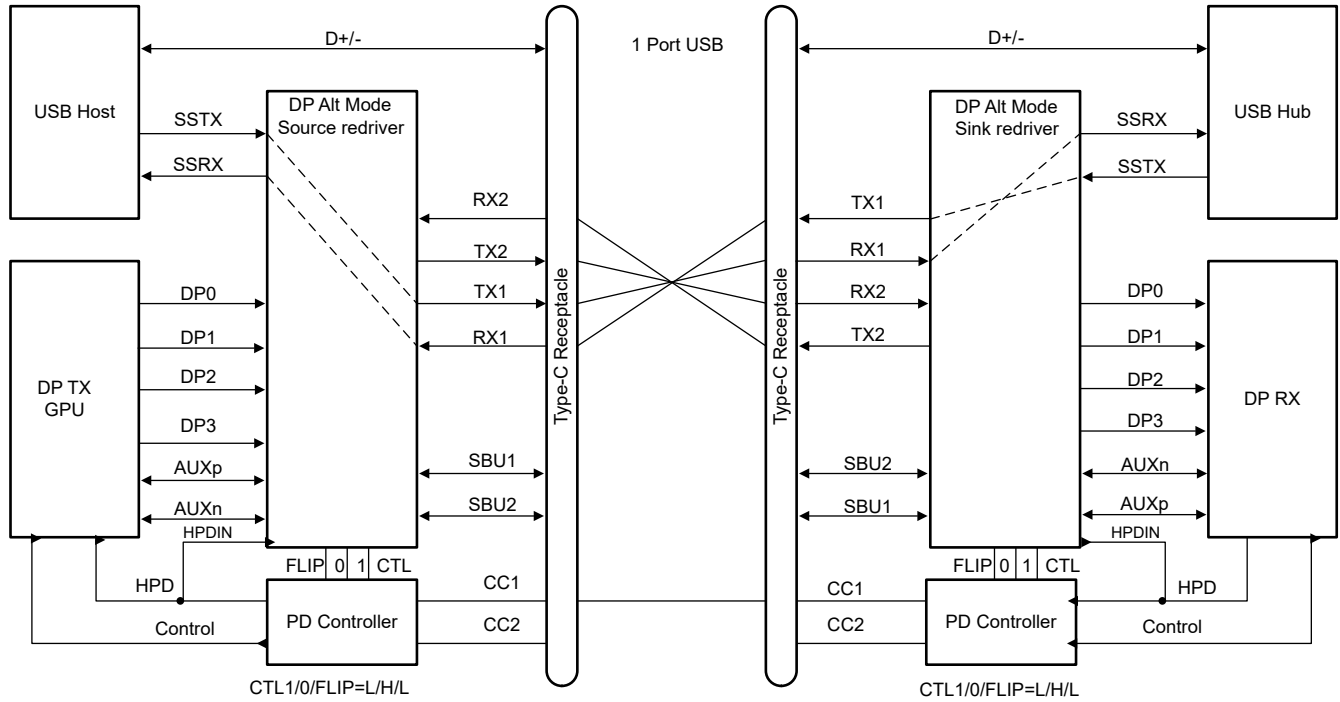 D+/-
1 Port USB
D+/-
USB Host
DP Alt Mode
Source redriver
DP Alt Mode
Sink redriver
USB Hub
SSTX
SSRX
SSRX
SSTX
RX2
TX2
TX1
RX1
Type-C Receptacle
Type-C Receptacle
TX1
RX1
RX2
TX2
DP TX
GPU
DP0
DP1
DP2
DP3
AUXp
AUXn
HPDIN
SBU1
SBU2
SBU2
SBU1
DP0
DP1
DP2
DP3
AUXn
AUXp
HPDIN
DP RX
FLIP 0 1 CTL
FLIP 0 1 CTL
HPD
Control
PD Controller
CC1
CC2
CC1
CC2
PD Controller
HPD
Control
CTL1/0/FLIP=L/H/L
CTL1/0/FLIP=L/H/L